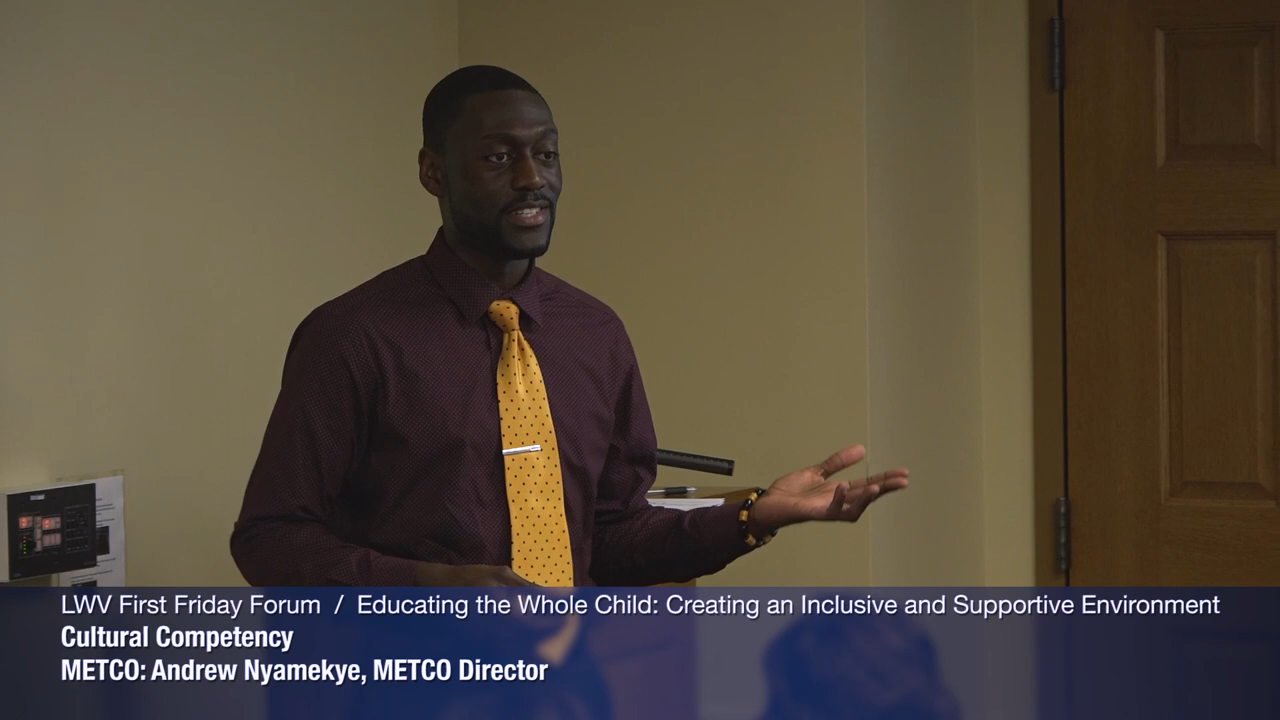 LWV First Friday Forum / Educating the Whole Child: Creating an Inclusive and Supportive Environment
Cultural Competency
METCO: Andrew Nyamekye, METCO Director